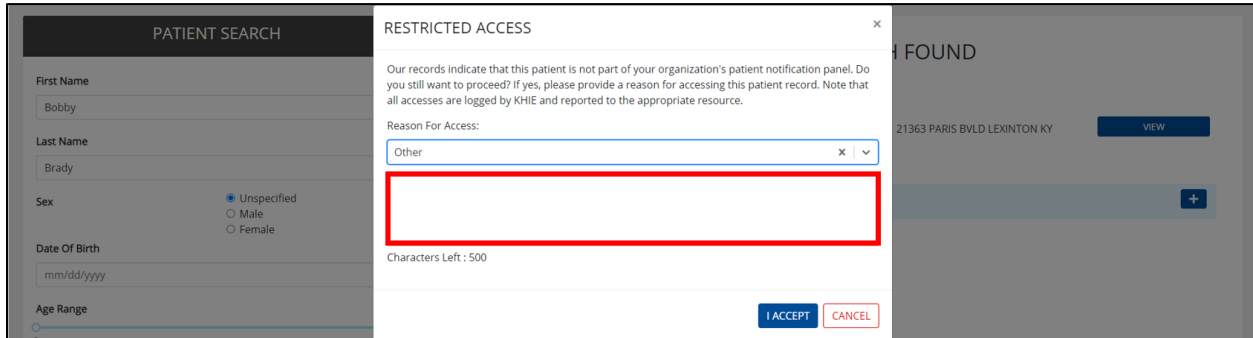 PATIENT SEARCH
First Name
Bobby
Last Name
Brady
Sex
Unspecified
Male
Female
Date Of Birth
mm/dd/yyyy
Age Range
RESTRICTED ACCESS
×
Our records indicate that this patient is not part of your organization's patient notification panel. Do
you still want to proceed? If yes, please provide a reason for accessing this patient record. Note that
all accesses are logged by KHIE and reported to the appropriate resource.
Reason For Access:
Other
Characters Left : 500
I ACCEPT
CANCEL
FOUND
21363 PARIS BVLD LEXINTON KY
VIEW
+